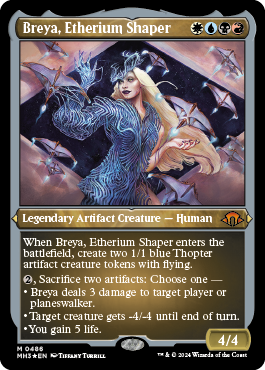 Breya, Etherium Shaper
Legendary Artifact Creature — Human
When Breya, Etherium Shaper enters the
battlefield, create two 1/1 blue Thopter
artifact creature tokens with flying.
2, Sacrifice two artifacts: Choose one —
• Breya deals 3 damage to target player or
planeswalker.
• Target creature gets -4/-4 until end of turn.
• You gain 5 life.
4/4
M 0486
MH3 ★ EN TIFFANY TURRILL
™ & © 2024 Wizards of the Coast